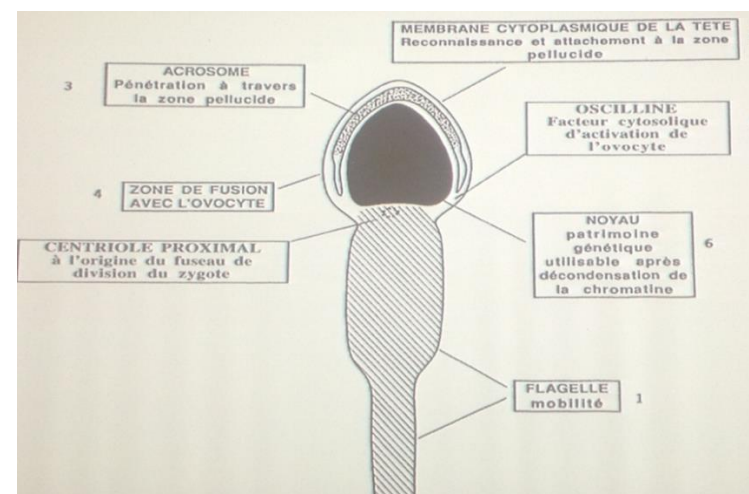 MEMBRANE CYTOPLASMIQUE DE LA TETE
Reconnaissance et attachement à la zone
pellucide
3
ACROSOME
Pénétration à travers
la zone pellucide
OSCILLINE
Facteur cytosolique
d'activation de
l'ovocyte
4
ZONE DE FUSION
AVEC L'OVOCYTE
CENTRIOLE PROXIMAL
à l'origine du fuseau de
division du zygote
NOYAU
patrimoine
génétique
utilisable après
décondensation de
la chromatine
6
FLAGELLE
mobilité
1